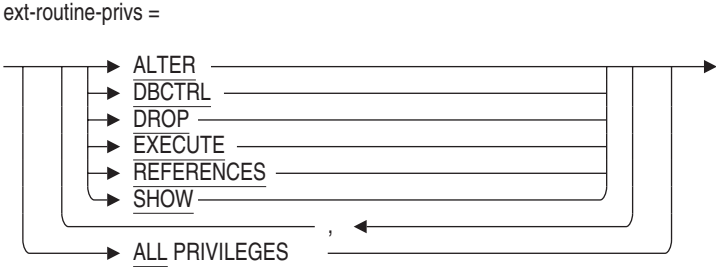 ext-routine-privs =
ALTER
DBCTRL
DROP
EXECUTE
REFERENCES
SHOW
,
ALL PRIVILEGES